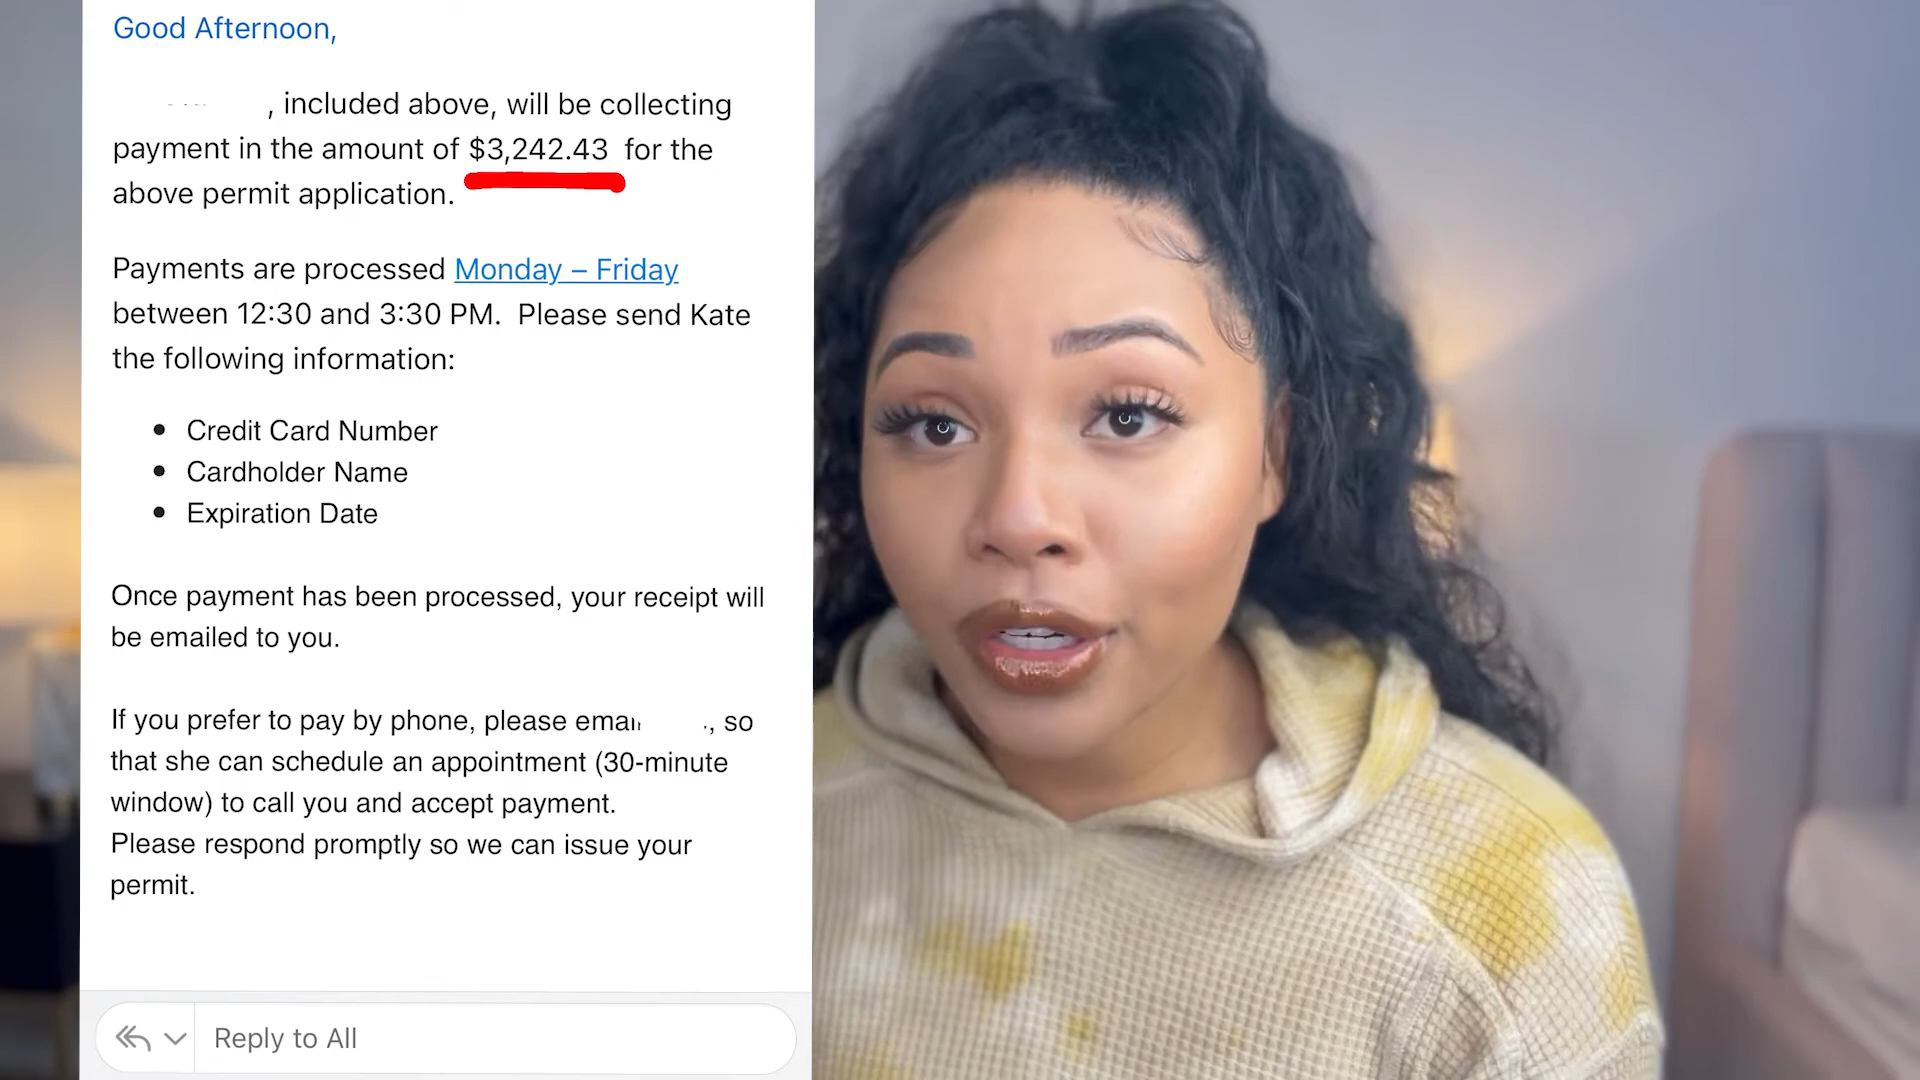 Good Afternoon,
, included above, will be collecting
payment in the amount of $3,242.43 for the
above permit application.
Payments are processed Monday – Friday
between 12:30 and 3:30 PM. Please send Kate
the following information:
• Credit Card Number
• Cardholder Name
• Expiration Date
Once payment has been processed, your receipt will
be emailed to you.
If you prefer to pay by phone, please , so
that she can schedule an appointment (30-minute
window) to call you and accept payment.
Please respond promptly so we can issue your
permit.
Reply to All